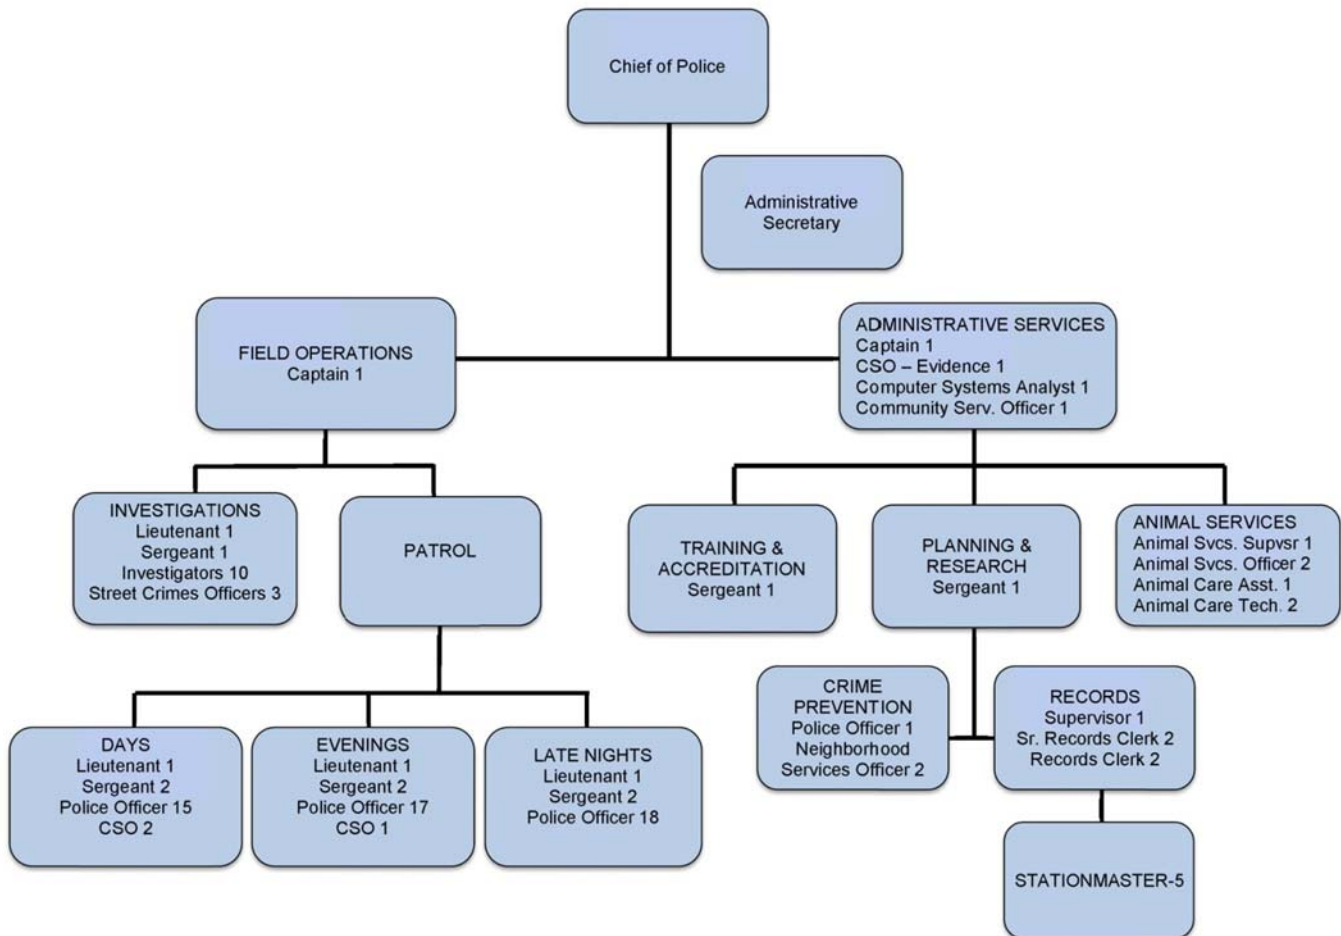 Chief of Police
Administrative
Secretary
FIELD OPERATIONS
Captain 1
ADMINISTRATIVE SERVICES
Captain 1
CSO – Evidence 1
Computer Systems Analyst 1
Community Serv. Officer 1
INVESTIGATIONS
Lieutenant 1
Sergeant 1
Investigators 10
Street Crimes Officers 3
PATROL
TRAINING &
ACCREDITATION
Sergeant 1
PLANNING &
RESEARCH
Sergeant 1
ANIMAL SERVICES
Animal Svcs. Supvsr 1
Animal Svcs. Officer 2
Animal Care Asst. 1
Animal Care Tech. 2
CRIME
PREVENTION
Police Officer 1
Neighborhood
Services Officer 2
RECORDS
Supervisor 1
Sr. Records Clerk 2
Records Clerk 2
DAYS
Lieutenant 1
Sergeant 2
Police Officer 15
CSO 2
EVENINGS
Lieutenant 1
Sergeant 2
Police Officer 17
CSO 1
LATE NIGHTS
Lieutenant 1
Sergeant 2
Police Officer 18
STATIONMASTER-5